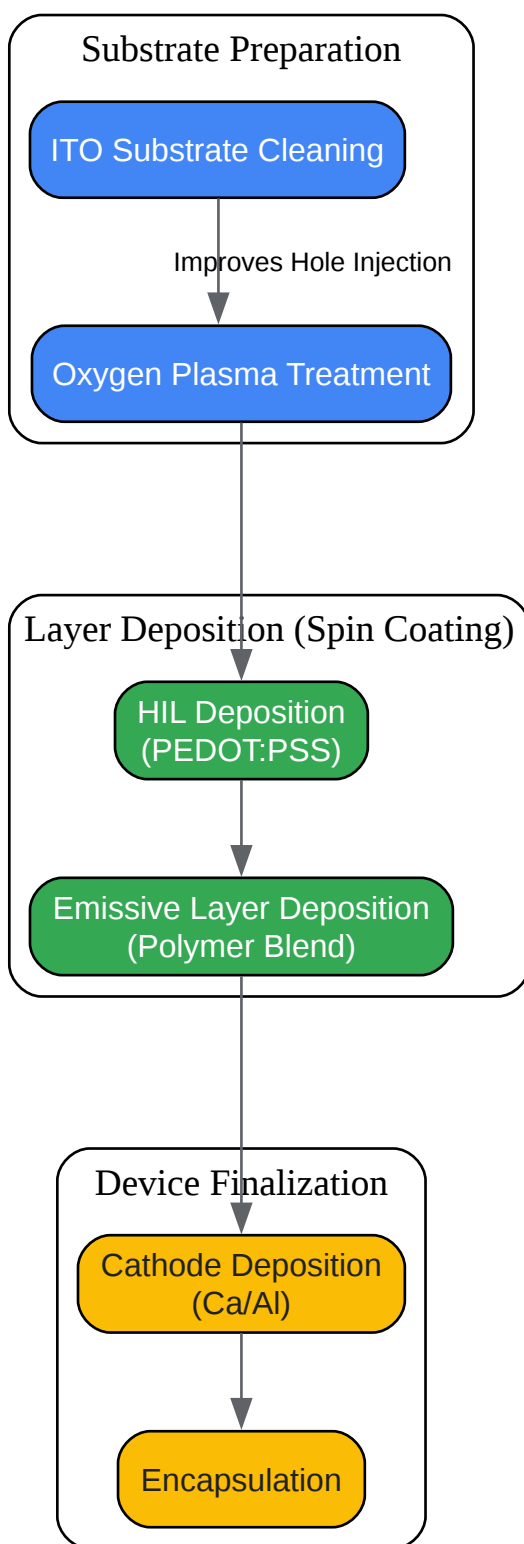 Substrate Preparation
ITO Substrate Cleaning
Improves Hole Injection
Oxygen Plasma Treatment
Layer Deposition (Spin Coating)
HIL Deposition
(PEDOT:PSS)
Emissive Layer Deposition
(Polymer Blend)
Device Finalization
Cathode Deposition
(Ca/Al)
Encapsulation